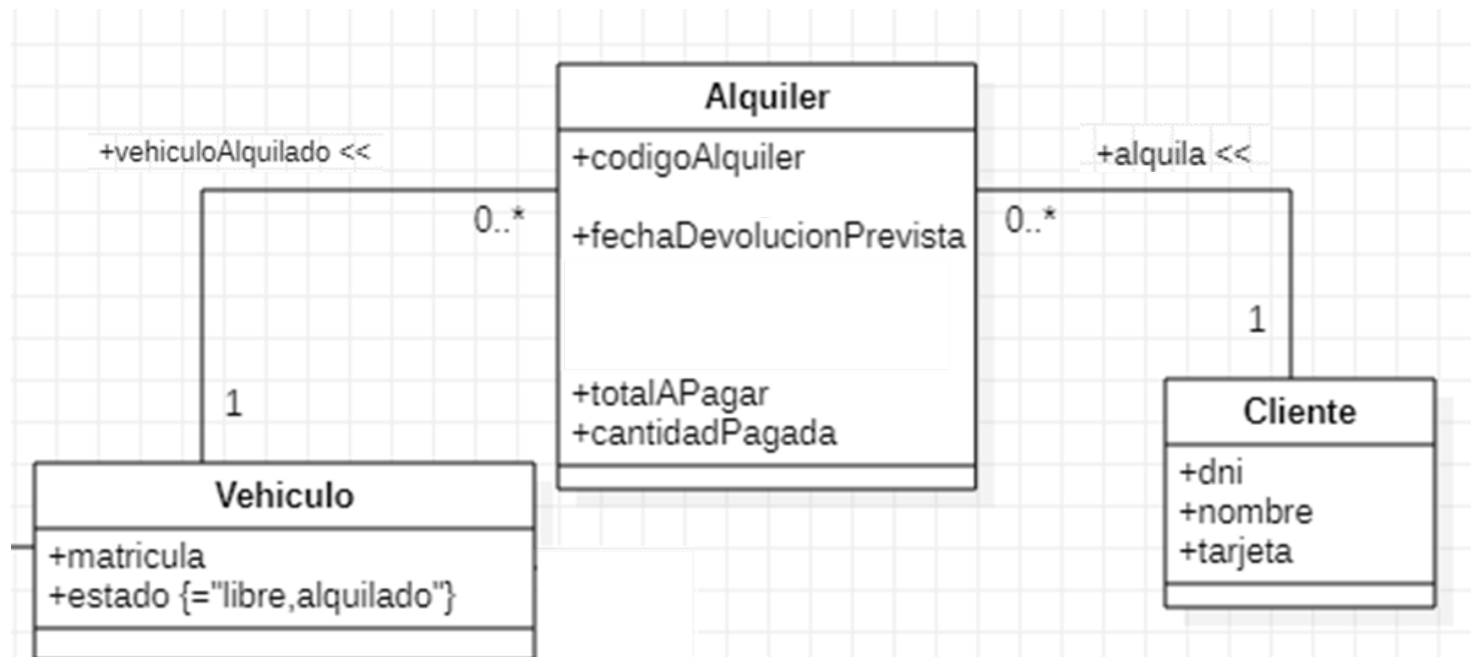 Alquiler
+codigoAlquiler
+fechaDevolucionPrevista
+totalAPagar
+cantidadPagada
+vehiculoAlquilado <<
0..*
1
+alquila <<
0..*
1
Vehiculo
+matricula
+estado {="libre,alquilado"}
Cliente
+dni
+nombre
+tarjeta